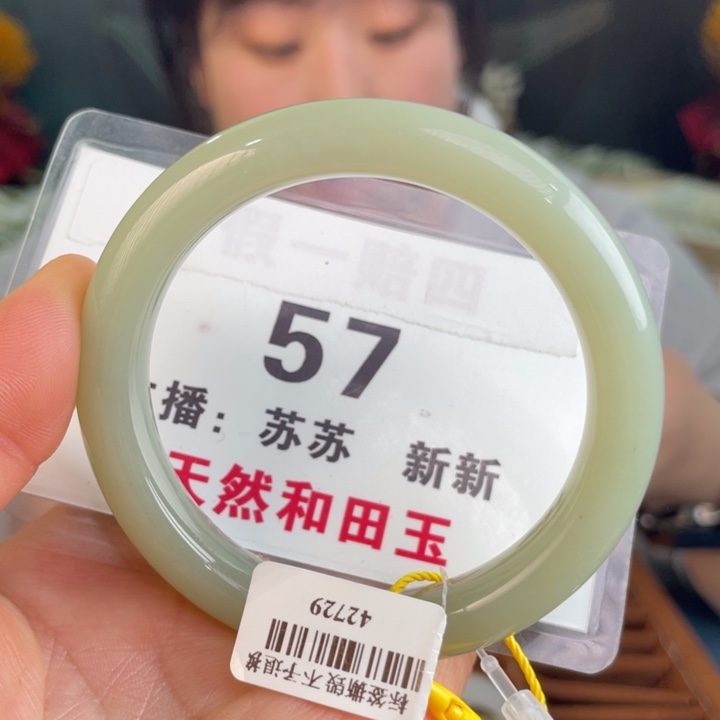 假一赔四
57
播：苏苏 新新
天然和田玉
42729
标签撕毁不予退换